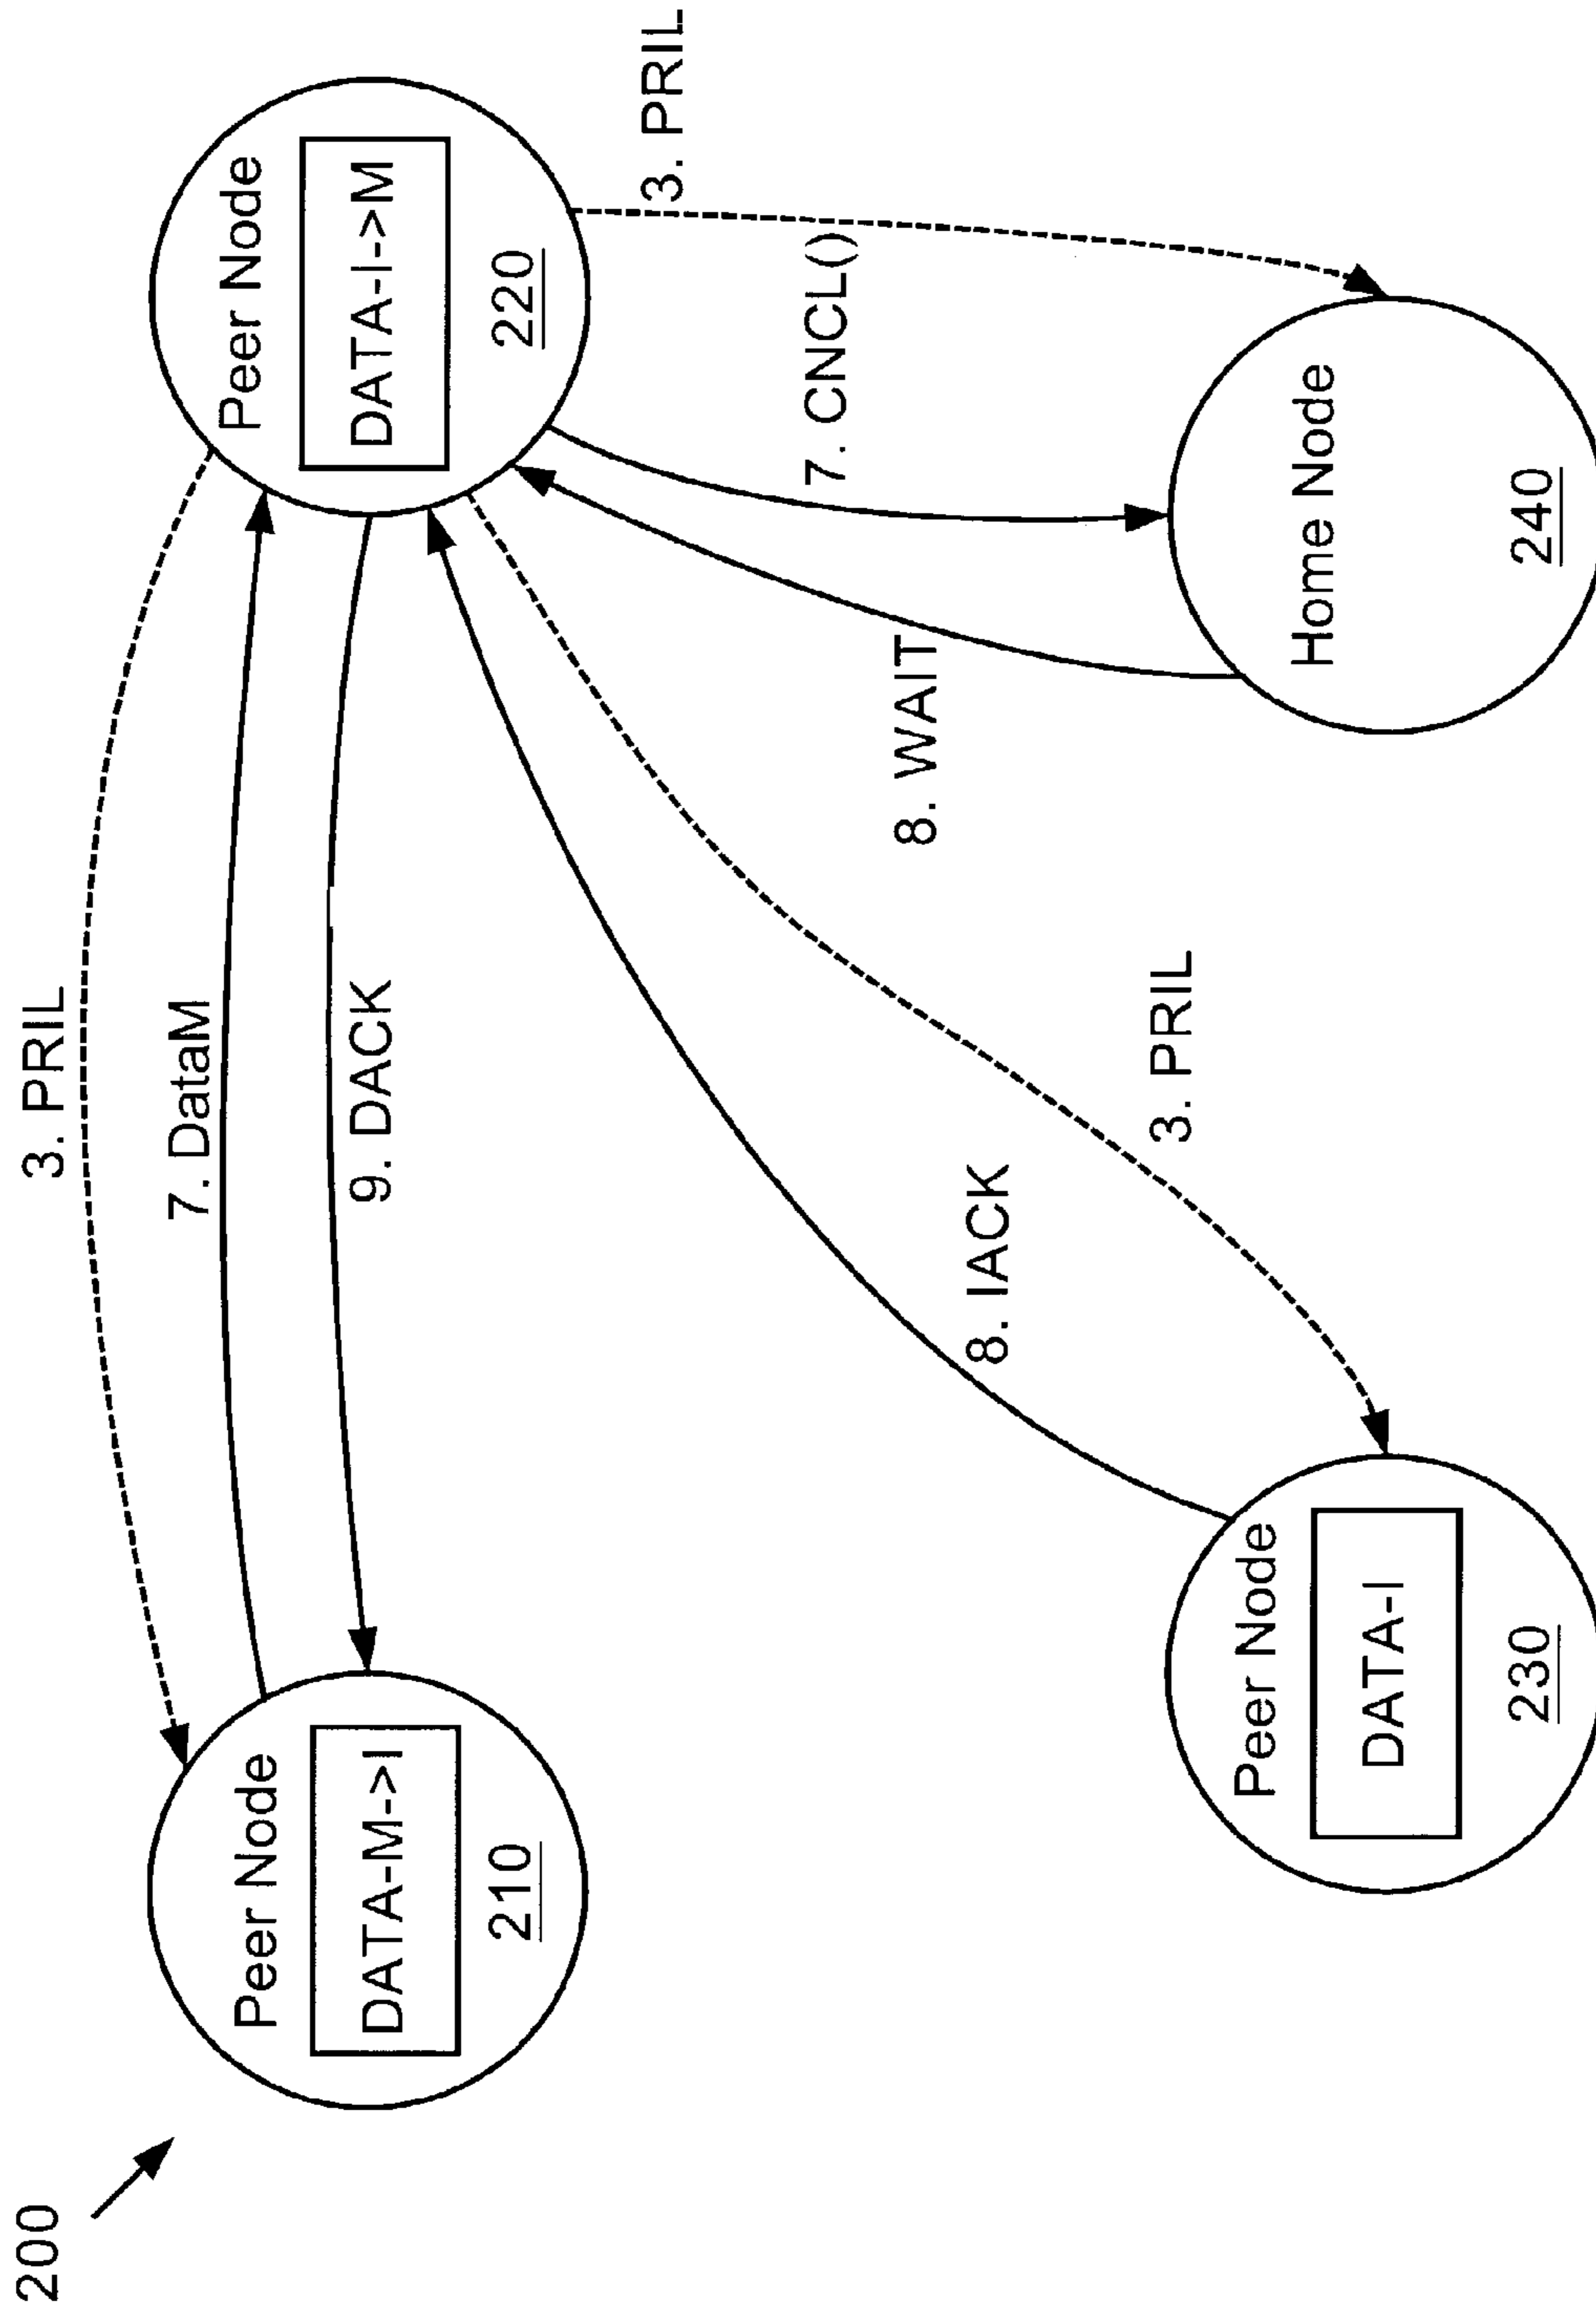 200
3. PRIL
7. DataM
9. DACK
Peer Node
DATA-M->I
210
Peer Node
DATA-I->M
220
3. PRIL
7. CNCL()
8. WAIT
8. IACK
3. PRIL
Peer Node
DATA-I
230
Home Node
240